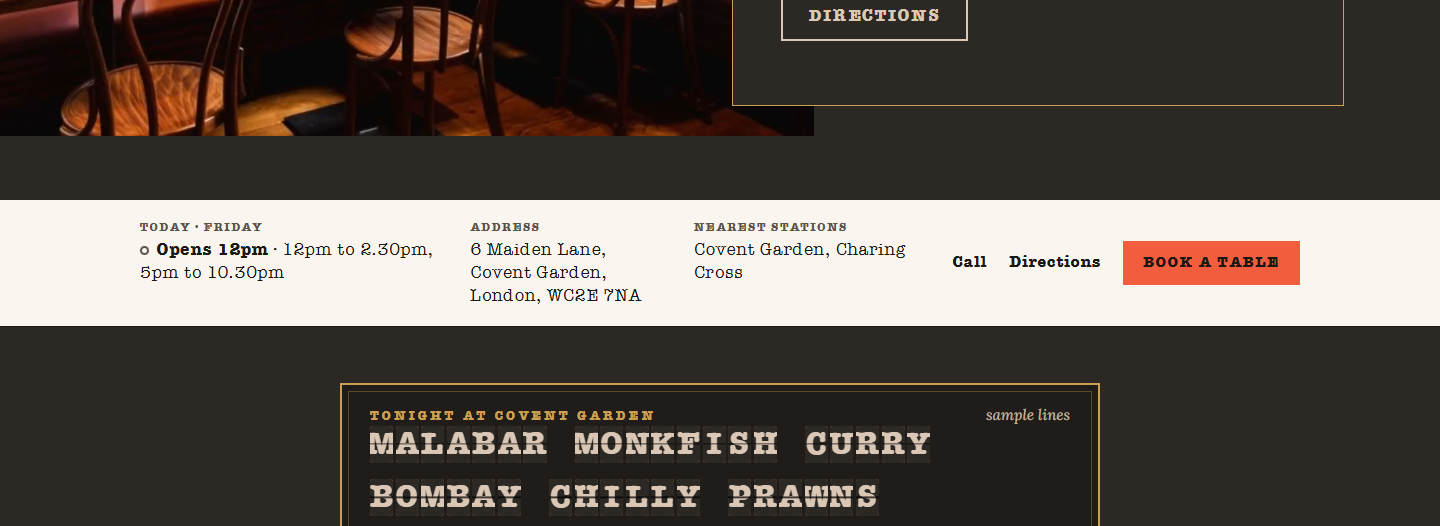 DIRECTIONS
TODAY · FRIDAY
Opens 12pm · 12pm to 2.30pm,
5pm to 10.30pm
ADDRESS
6 Maiden Lane,
Covent Garden,
London, WC2E 7NA
NEAREST STATIONS
Covent Garden, Charing
Cross
Call Directions BOOK A TABLE
TONIGHT AT COVENT GARDEN
sample lines
MALABAR MONKFISH CURRY
BOMBAY CHILLY PRAWNS